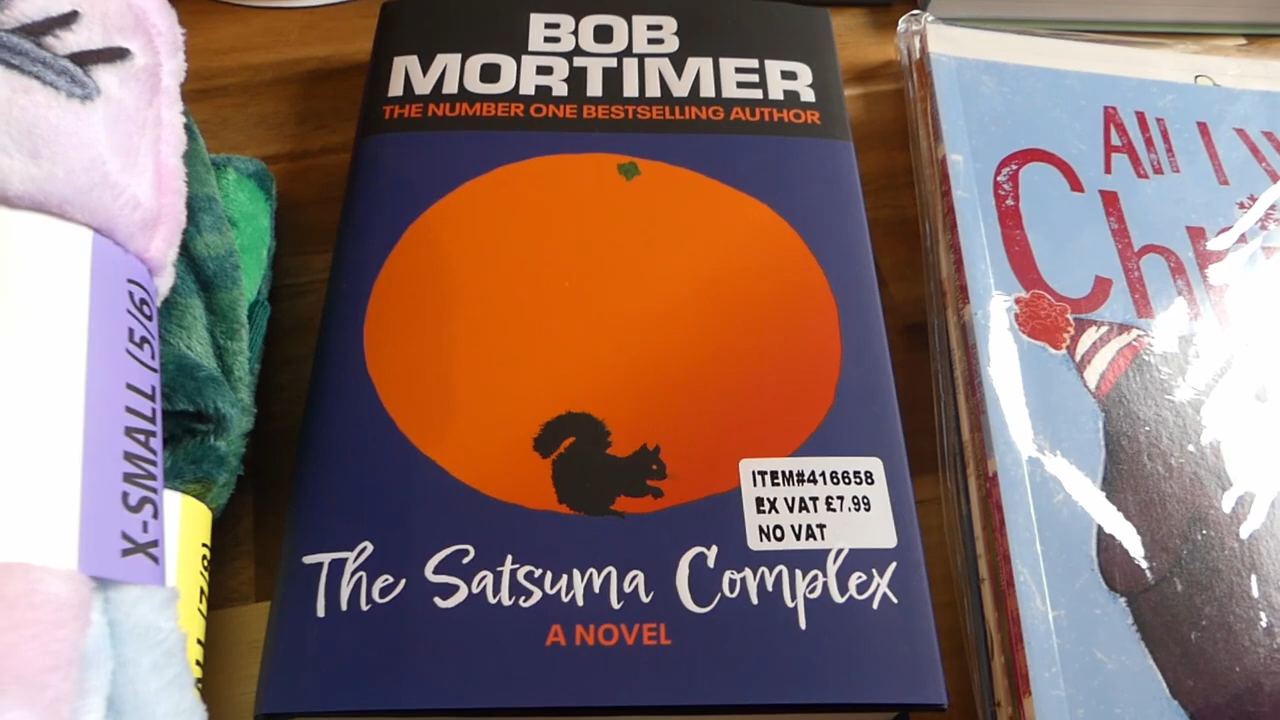 BOB
MORTIMER
THE NUMBER ONE BESTSELLING AUTHOR
ITEM#416658
EX VAT £7.99
NO VAT
The Satsuma Complex
A NOVEL
X-SMALL (5/6)
All I
Chr